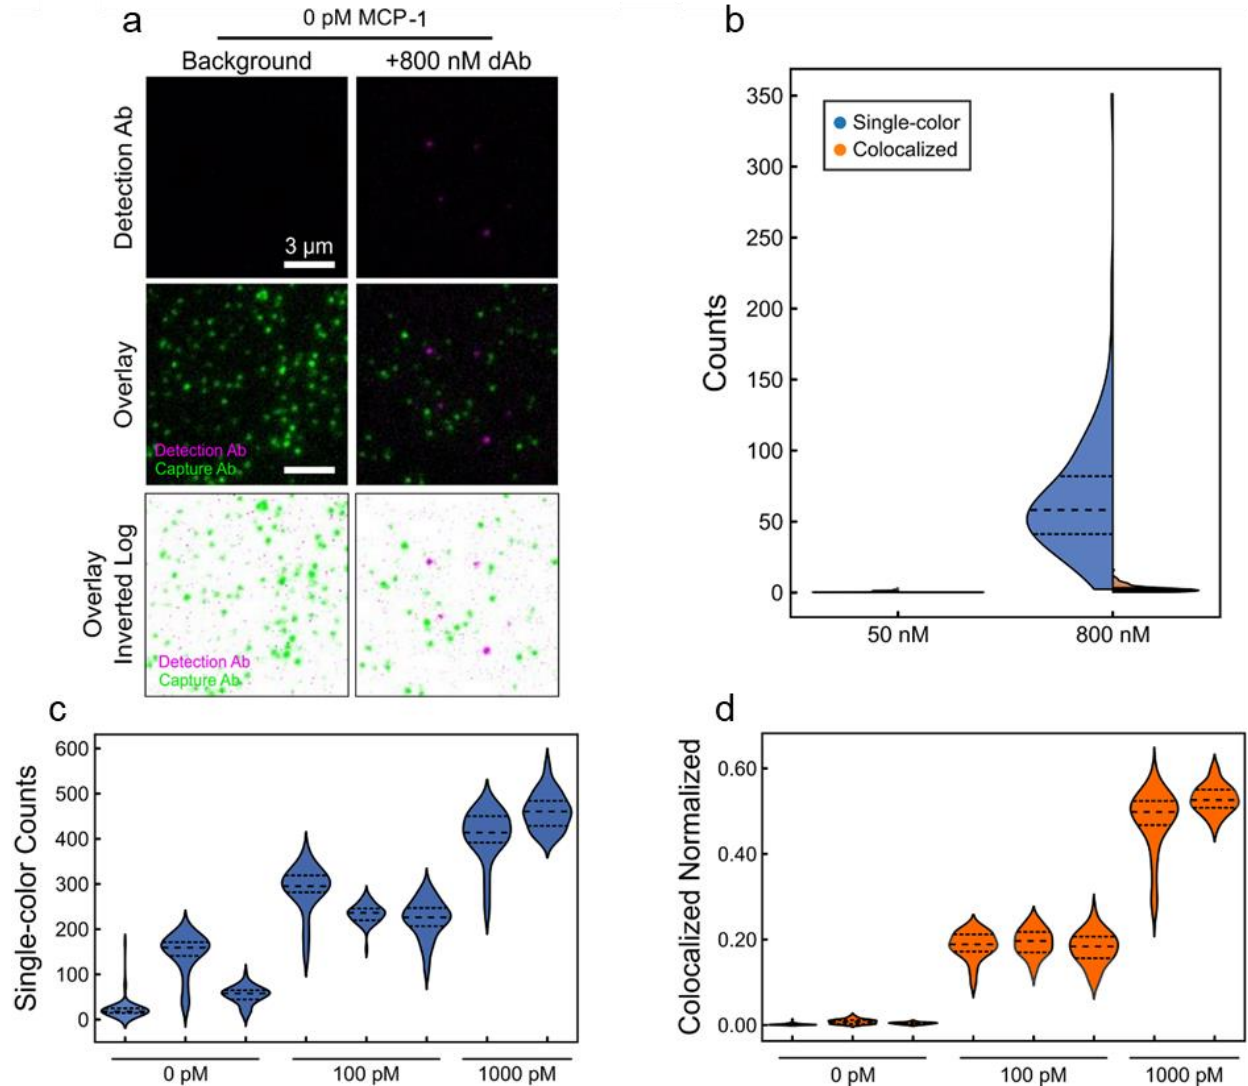 a
0 pM MCP-1
Background
+800 nM dAb
Detection Ab
3 µm
Overlay
Detection Ab
Capture Ab
Overlay
Inverted Log
Detection Ab
Capture Ab
b
Counts
350
300
250
200
150
100
50
0
Single-color
Colocalized
50 nM
800 nM
c
Single-color Counts
600
500
400
300
200
100
0
0 pM
100 pM
1000 pM
d
Colocalized Normalized
0.60
0.40
0.20
0.00
0 pM
100 pM
1000 pM